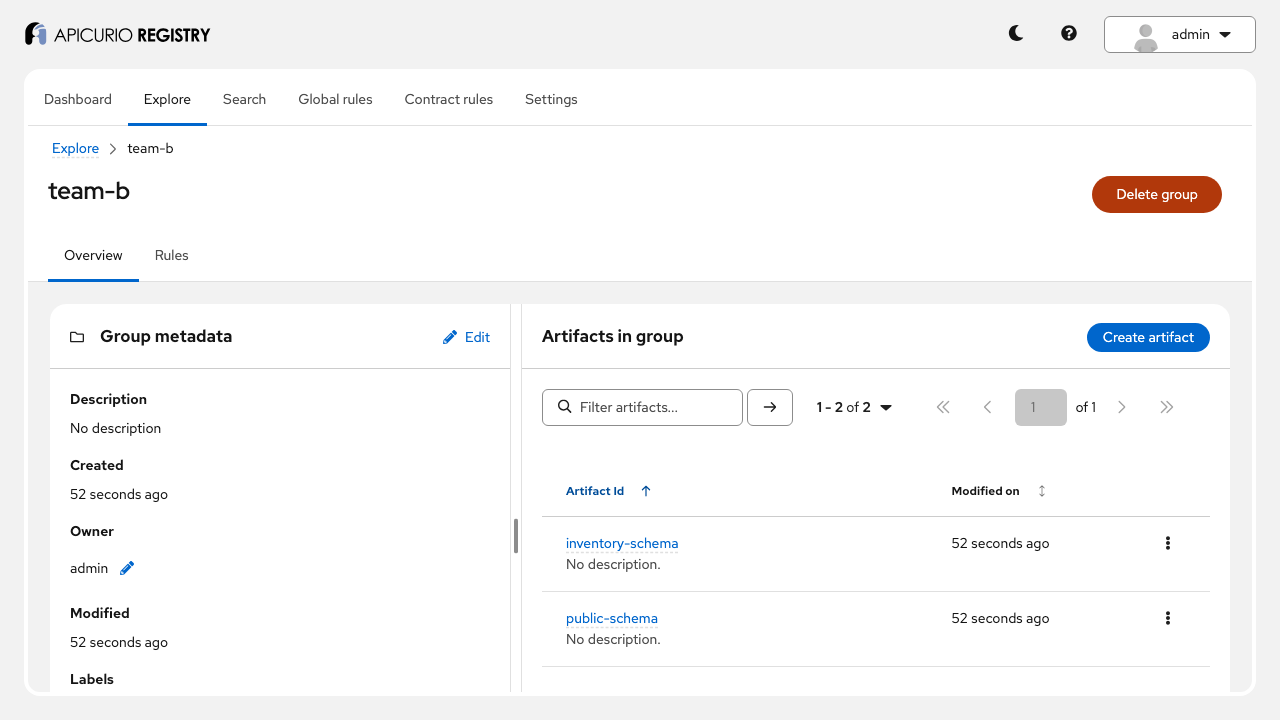 APICURIO REGISTRY
admin
Dashboard
Explore
Search
Global rules
Contract rules
Settings
Explore
team-b
team-b
Delete group
Overview
Rules
Group metadata
Edit
Description
No description
Created
52 seconds ago
Owner
admin
Modified
52 seconds ago
Labels
Artifacts in group
Create artifact
Filter artifacts...
1 - 2 of 2
1
of 1
Artifact Id
Modified on
inventory-schema
52 seconds ago
No description.
public-schema
52 seconds ago
No description.